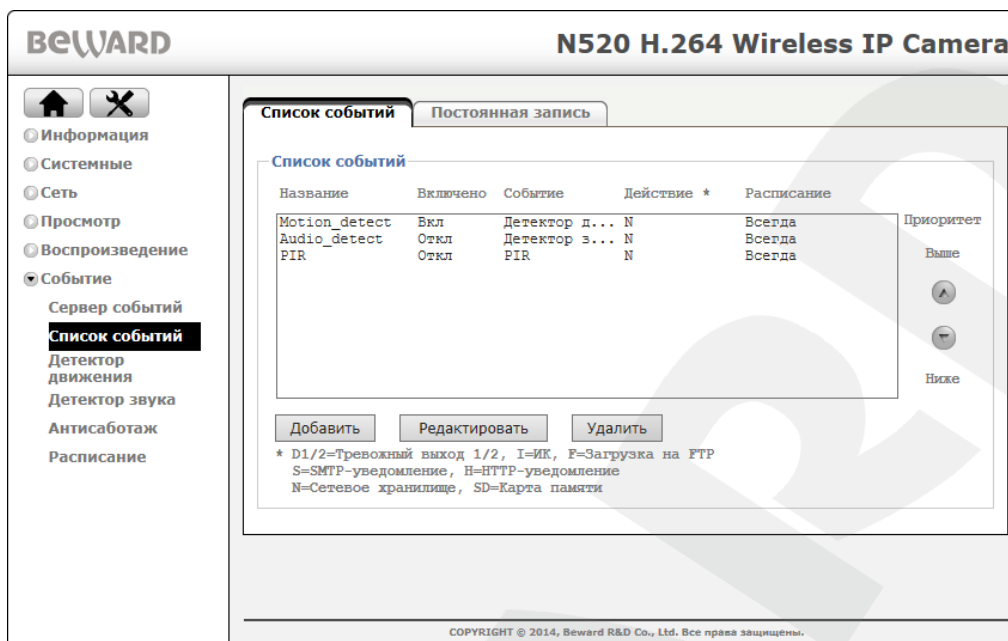 BEWARD
N520 H.264 Wireless IP Camera
Информация
Системные
Сеть
Просмотр
Воспроизведение
Событие
Сервер событий
Список событий
Детектор
движения
Детектор звука
Антисаботаж
Расписание
Список событий Постоянная запись
Список событий
Название Включено Событие Действие * Расписание
Motion_detect Вкл Детектор д... N Всегда
Audio_detect Откл Детектор з... N Всегда
PIR Откл PIR N Всегда
Приоритет
Выше
Ниже
Добавить Редактировать Удалить
* D1/2=Тревожный выход 1/2, I=ИК, F=Загрузка на FTP
S=SMTP-уведомление, H=HTTP-уведомление
N=Сетевое хранилище, SD=Карта памяти
COPYRIGHT © 2014, Beward R&D Co., Ltd. Все права защищены.